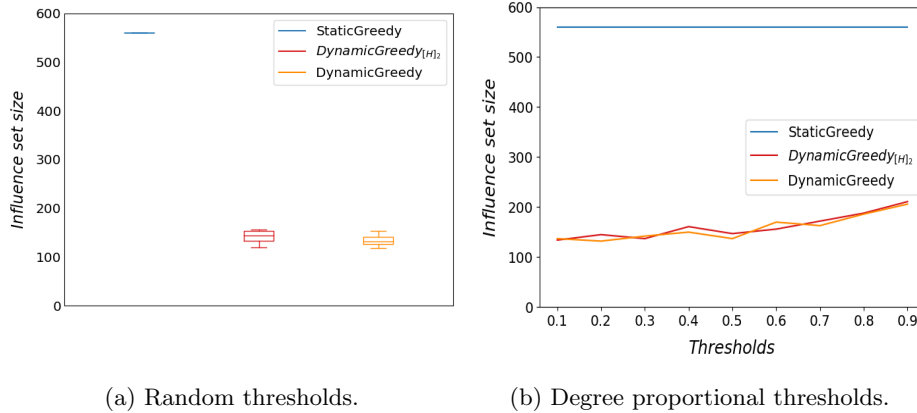 600
500
400
300
200
100
0
Influence set size
StaticGreedy
DynamicGreedy[H]2
DynamicGreedy
(a) Random thresholds.
600
500
400
300
200
100
0
Influence set size
StaticGreedy
DynamicGreedy[H]2
DynamicGreedy
0.1 0.2 0.3 0.4 0.5 0.6 0.7 0.8 0.9
Thresholds
(b) Degree proportional thresholds.